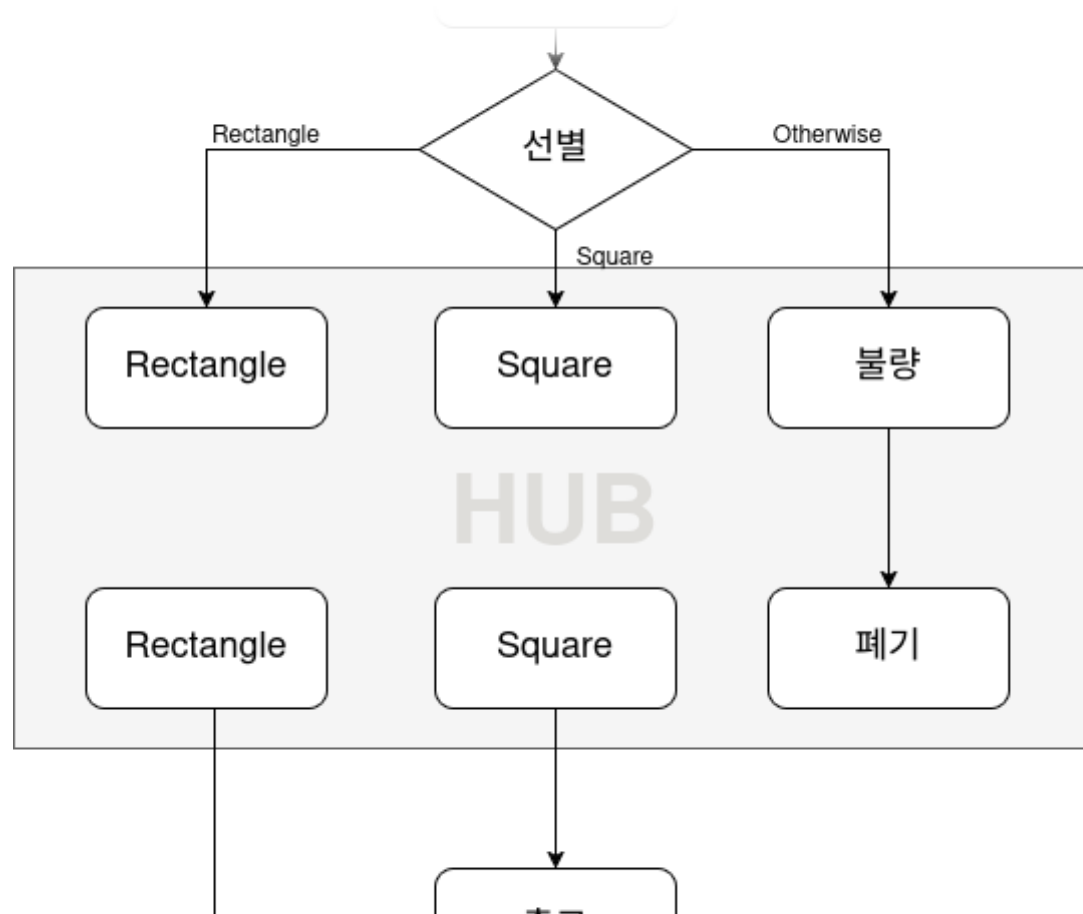 선별
Rectangle
Otherwise
Square
Rectangle
Square
불량
HUB
Rectangle
Square
폐기